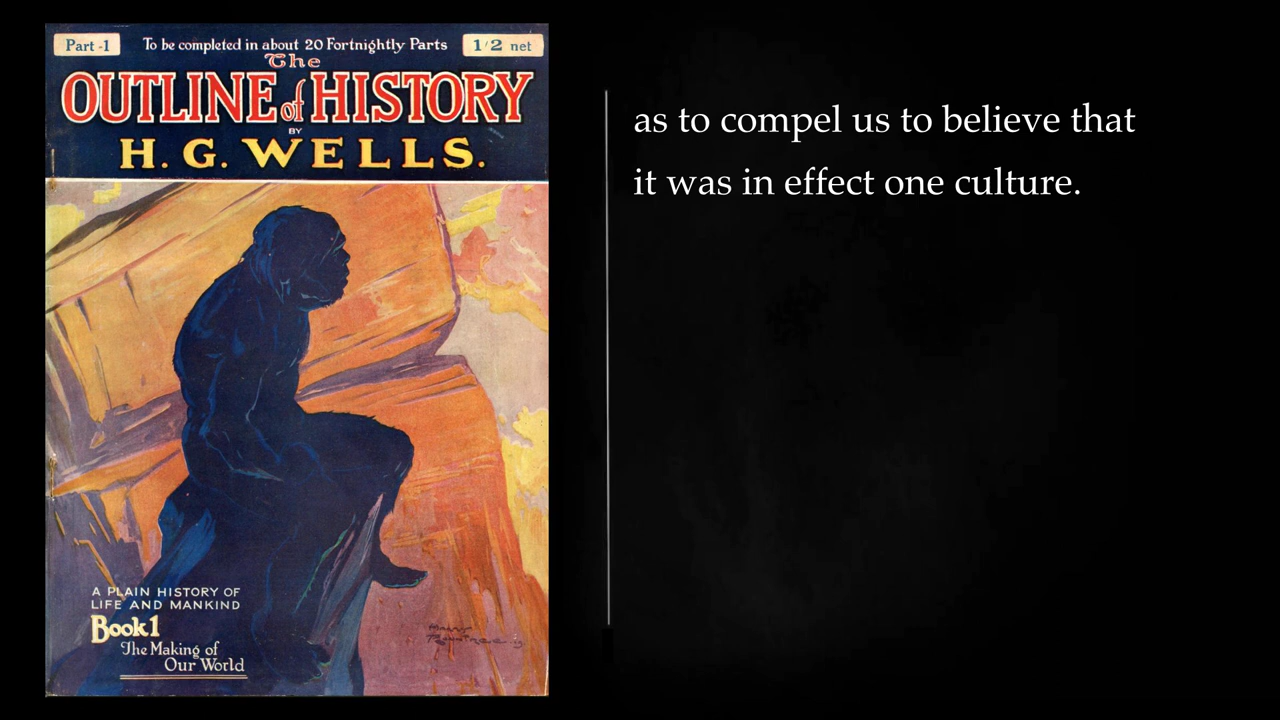 Part -1
To be completed in about 20 Fortnightly Parts
1/2 net
The
OUTLINE of HISTORY
BY
H. G. WELLS.
A PLAIN HISTORY OF
LIFE AND MANKIND
Book 1
The Making of
Our World
as to compel us to believe that
it was in effect one culture.